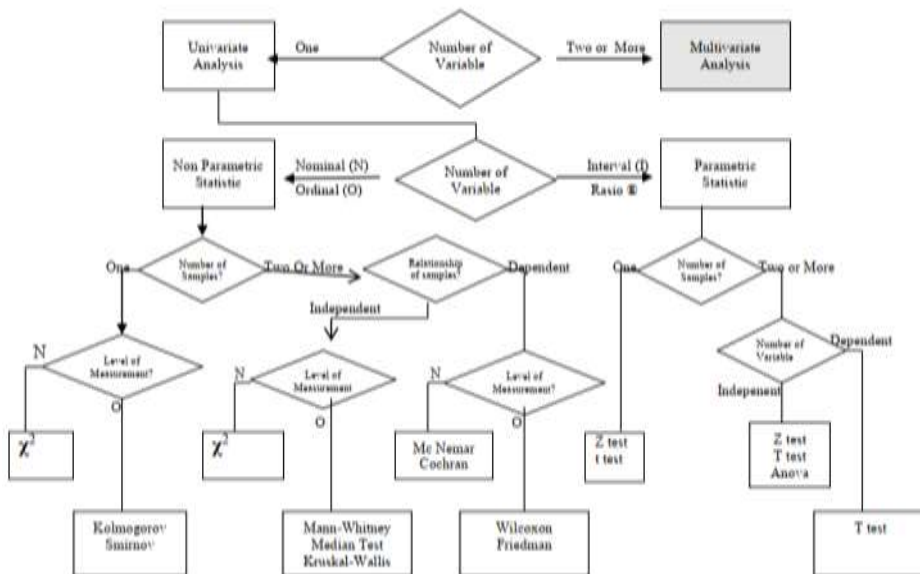 Univariate
Analysis
One
Number of
Variable
Two or More
Multivariate
Analysis
Non Parametric
Statistic
Nominal (N)
Ordinal (O)
Number of
Variable
Interval (I)
Rasio ®
Parametric
Statistic
One
Number of
Samples?
Two Or More
Relationship
of samples?
Dependent
One
Number of
Samples?
Two or More
Independent
N
Level of
Measurement?
O
N
Level of
Measurement
O
N
Level of
Measurement?
O
Number of
Variable
Dependent
Indepenent
χ²
χ²
Mc Nemar
Cochran
Z test
t test
Z test
T test
Anova
Kolmogorov
Smirnov
Mann-Whitney
Median Test
Kruskal-Wallis
Wilcoxon
Friedman
T test